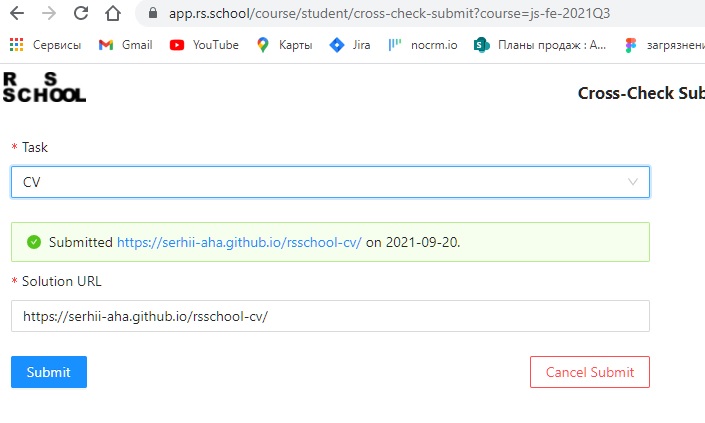 app.rs.school/course/student/cross-check-submit?course=js-fe-2021Q3
Сервисы Gmail YouTube Карты Jira nocrm.io Планы продаж : А... загрязнени
R S
SCHOOL
Cross-Check Sub
* Task
CV
Submitted https://serhii-aha.github.io/rsschool-cv/ on 2021-09-20.
* Solution URL
https://serhii-aha.github.io/rsschool-cv/
Submit Cancel Submit